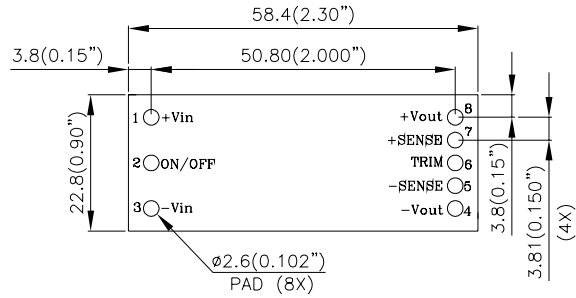 58.4(2.30")
3.8(0.15")
50.80(2.000")
1 +Vin
+Vout 8
+SENSE 7
2 ON/OFF
TRIM 6
-SENSE 5
3 -Vin
-Vout 4
22.8(0.90")
3.8(0.15")
3.81(0.150")
(4X)
ø2.6(0.102")
PAD (8X)